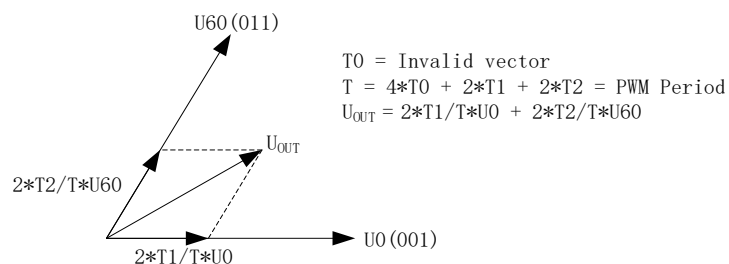 U60(011)
T0 = Invalid vector
T = 4*T0 + 2*T1 + 2*T2 = PWM Period
UOUT = 2*T1/T*U0 + 2*T2/T*U60
UOUT
2*T2/T*U60
U0(001)
2*T1/T*U0